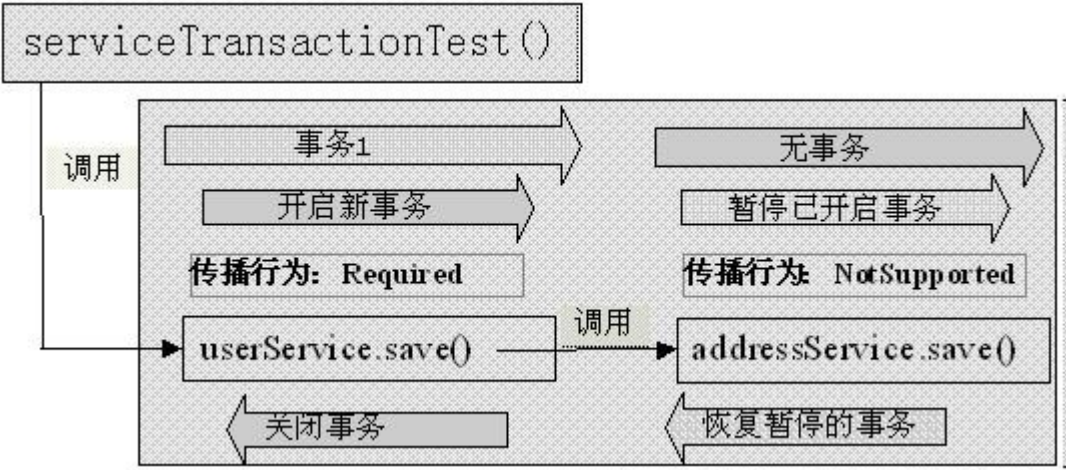 serviceTransactionTest()
调用
事务1
无事务
开启新事务
暂停已开启事务
传播行为: Required
传播行为: NotSupported
调用
userService.save()
addressService.save()
关闭事务
恢复暂停的事务